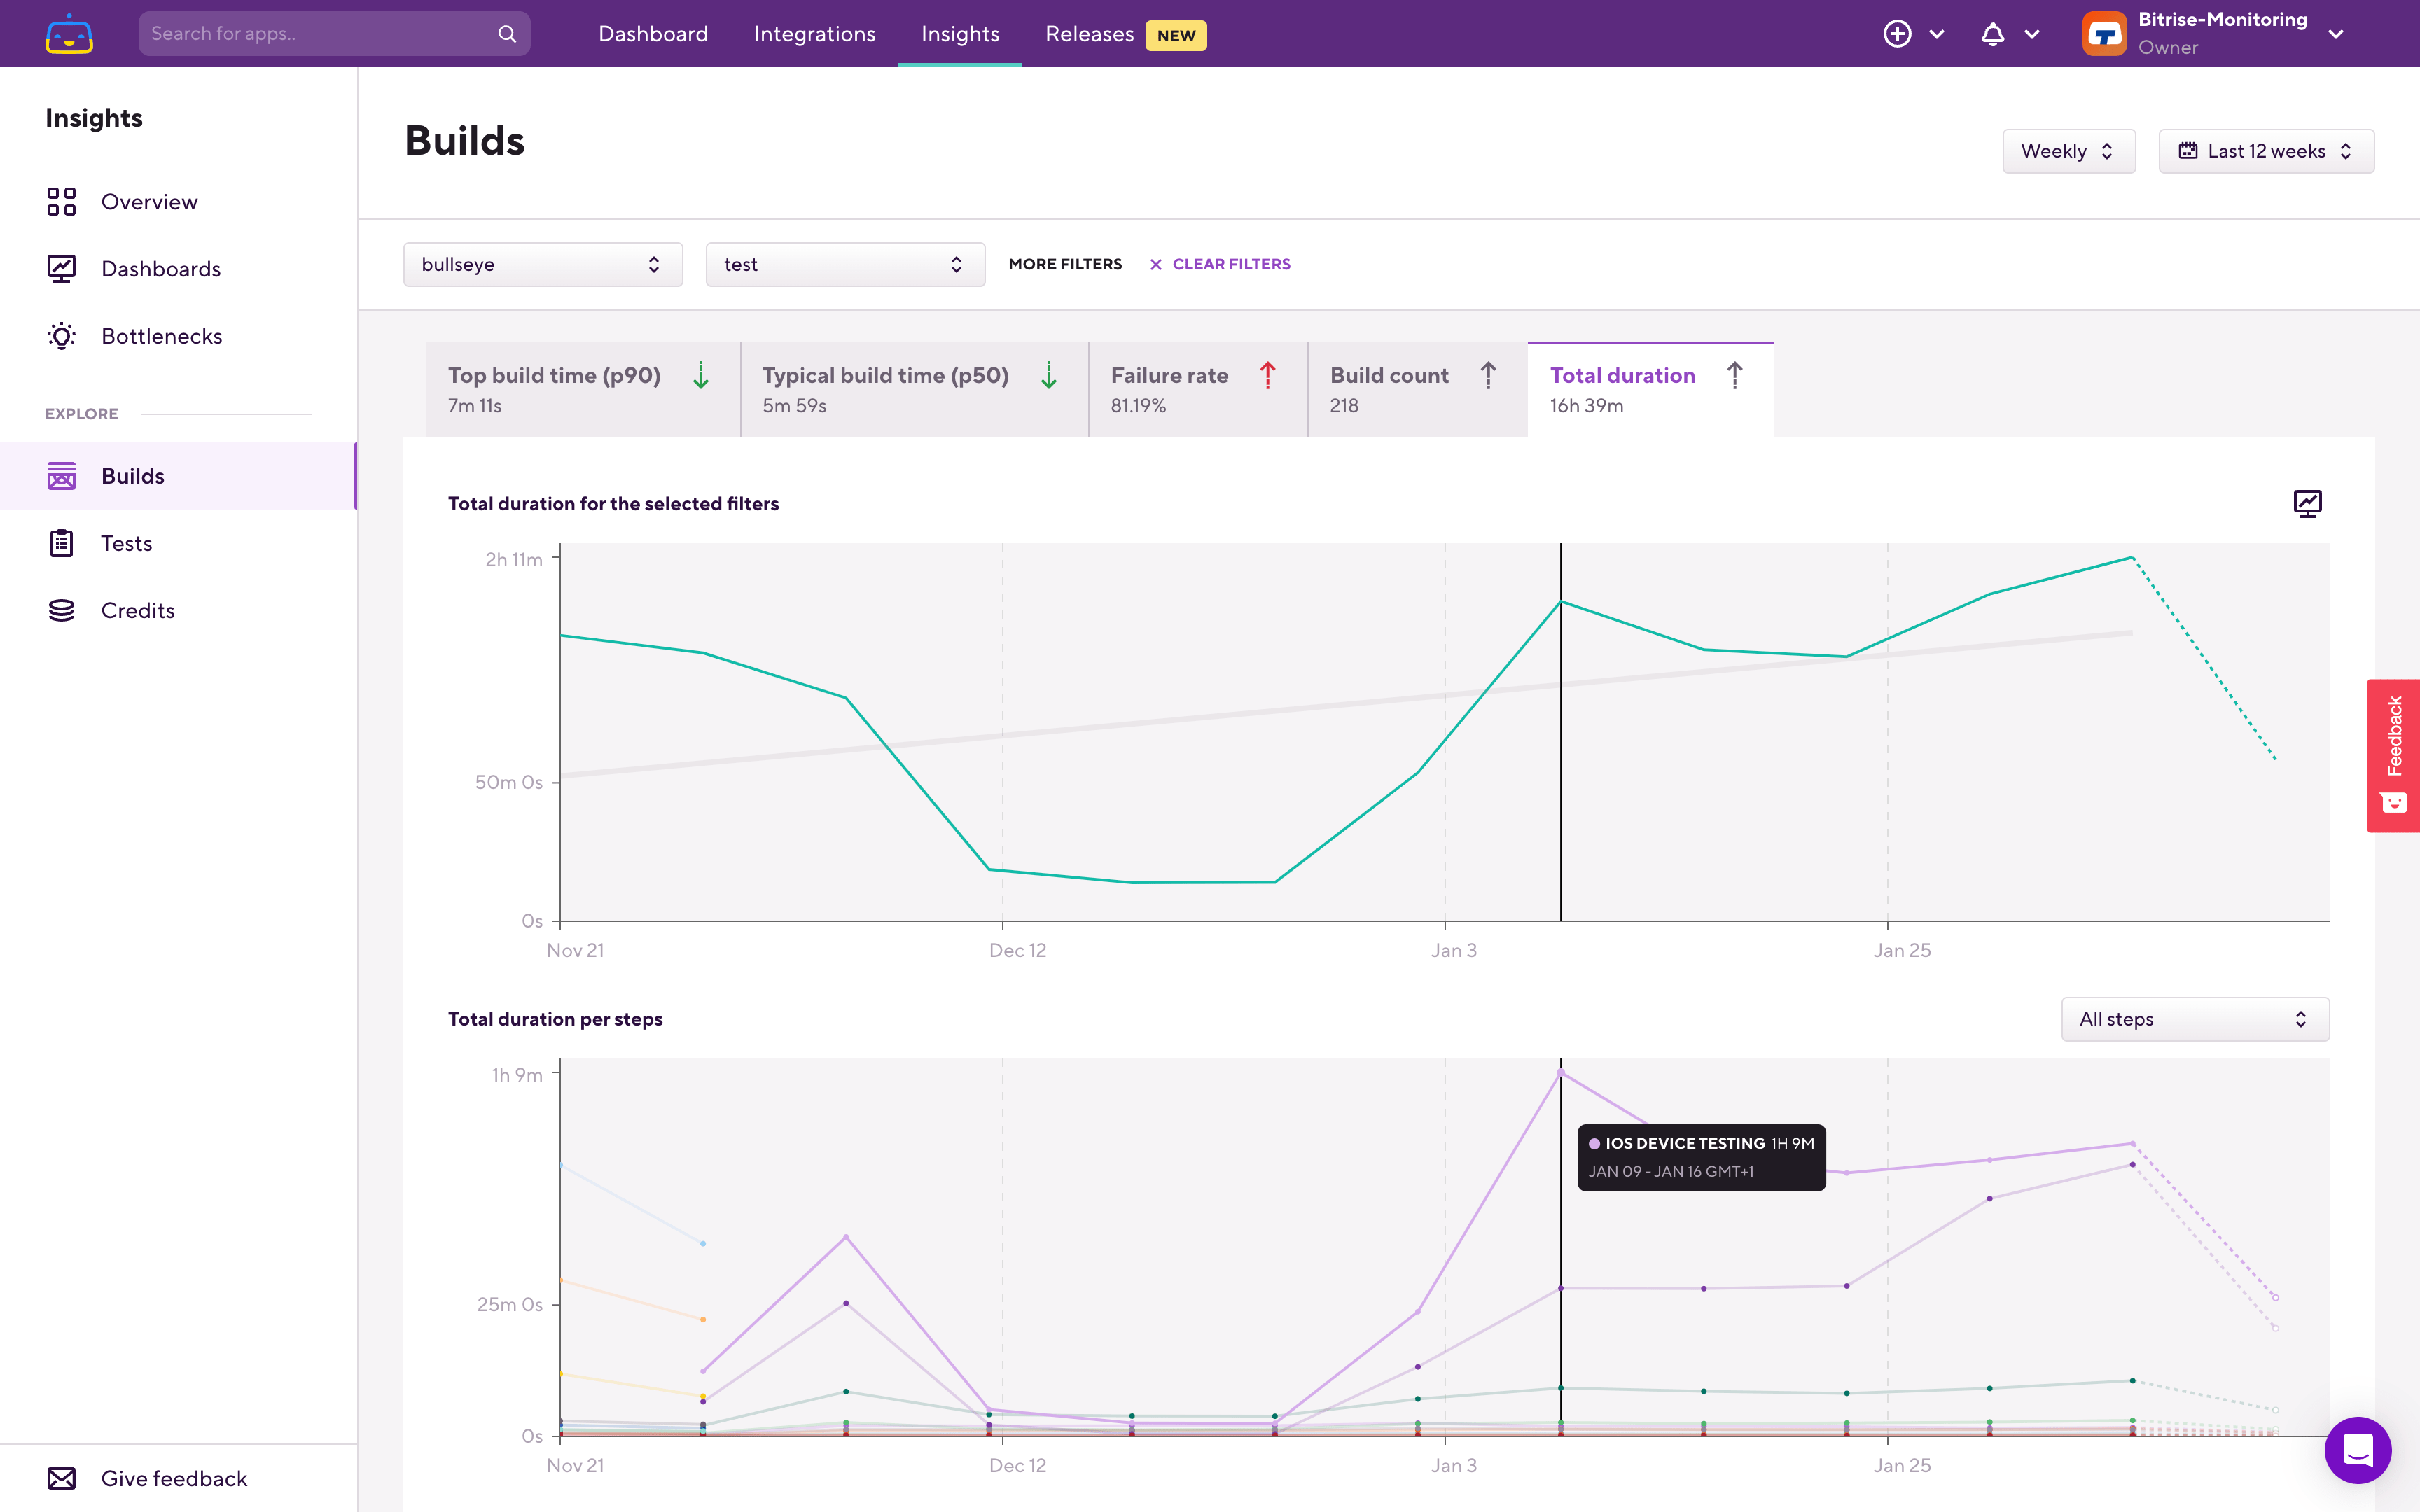 Search for apps..
Dashboard
Integrations
Insights
Releases
NEW
Bitrise-Monitoring
Owner
Insights
Overview
Dashboards
Bottlenecks
EXPLORE
Builds
Tests
Credits
Give feedback
Builds
Weekly
Last 12 weeks
bullseye
test
MORE FILTERS
CLEAR FILTERS
Top build time (p90)
7m 11s
Typical build time (p50)
5m 59s
Failure rate
81.19%
Build count
218
Total duration
16h 39m
Total duration for the selected filters
2h 11m
50m 0s
0s
Nov 21
Dec 12
Jan 3
Jan 25
Total duration per steps
All steps
1h 9m
25m 0s
0s
IOS DEVICE TESTING 1H 9M
JAN 09 - JAN 16 GMT+1
Nov 21
Dec 12
Jan 3
Jan 25
Feedback